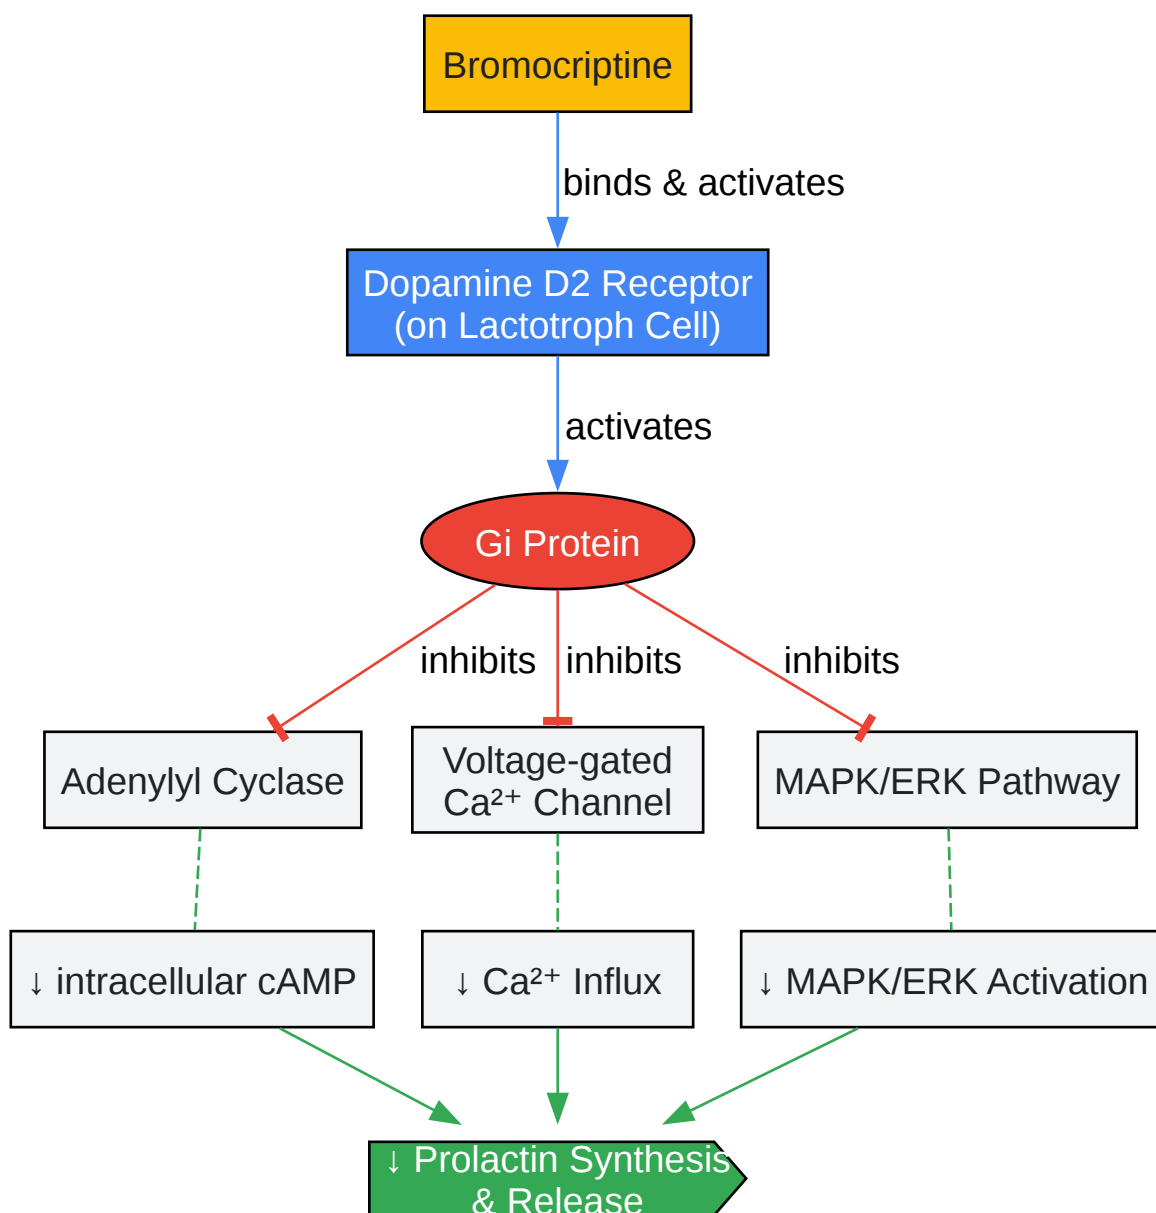 Bromocriptine
binds & activates
Dopamine D2 Receptor
(on Lactotroph Cell)
activates
Gi Protein
inhibits
inhibits
inhibits
Adenylyl Cyclase
Voltage-gated
Ca²⁺ Channel
MAPK/ERK Pathway
↓ intracellular cAMP
↓ Ca²⁺ Influx
↓ MAPK/ERK Activation
↓ Prolactin Synthesis
& Release